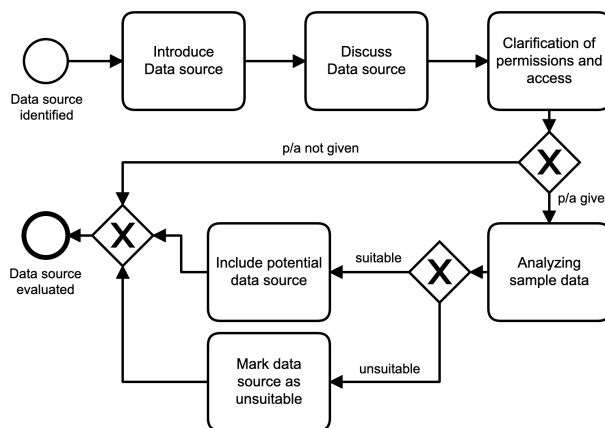 Introduce
Data source
Discuss
Data source
Clarification of
permissions and
access
Data source
identified
X
p/a not given
p/a give
X
Data source
evaluated
Include potential
data source
suitable
X
Analyzing
sample data
Mark data
source as
unsuitable
unsuitable